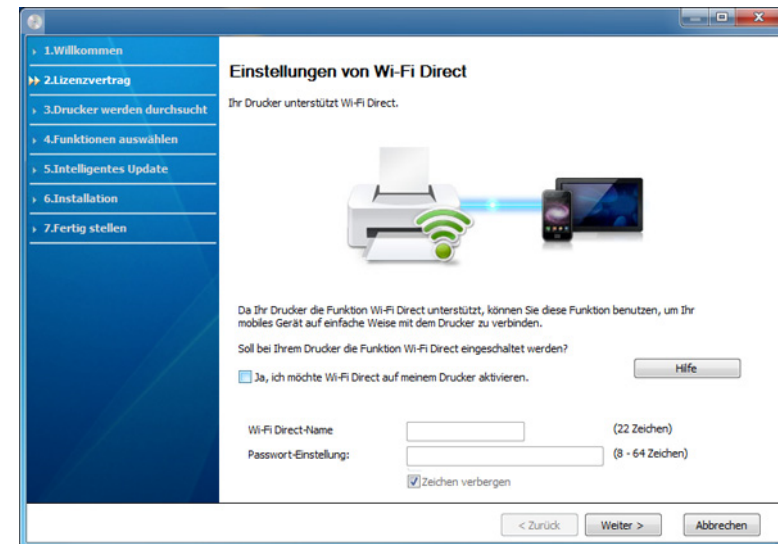 1.Willkommen
2.Lizenzvertrag
3.Drucker werden durchsucht
4.Funktionen auswählen
5.Intelligentes Update
6.Installation
7.Fertig stellen
Einstellungen von Wi-Fi Direct
Ihr Drucker unterstützt Wi-Fi Direct.
Da Ihr Drucker die Funktion Wi-Fi Direct unterstützt, können Sie diese Funktion benutzen, um Ihr
mobiles Gerät auf einfache Weise mit dem Drucker zu verbinden.
Soll bei Ihrem Drucker die Funktion Wi-Fi Direct eingeschaltet werden?
Hilfe
Ja, ich möchte Wi-Fi Direct auf meinem Drucker aktivieren.
Wi-Fi Direct-Name (22 Zeichen)
Passwort-Einstellung: (8 - 64 Zeichen)
Zeichen verbergen
< Zurück Weiter > Abbrechen